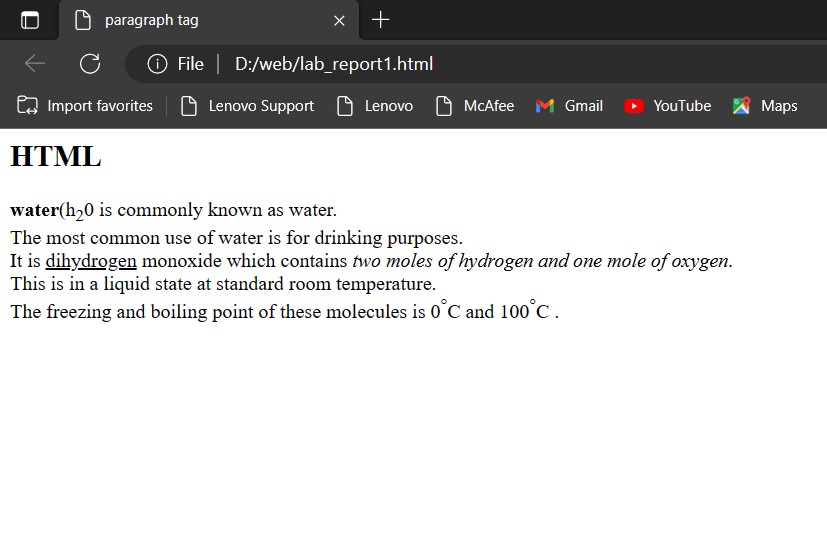 paragraph tag
File | D:/web/lab_report1.html
Import favorites Lenovo Support Lenovo McAfee Gmail YouTube Maps
HTML
water(h₂0 is commonly known as water.
The most common use of water is for drinking purposes.
It is dihydrogen monoxide which contains two moles of hydrogen and one mole of oxygen.
This is in a liquid state at standard room temperature.
The freezing and boiling point of these molecules is 0°C and 100°C .